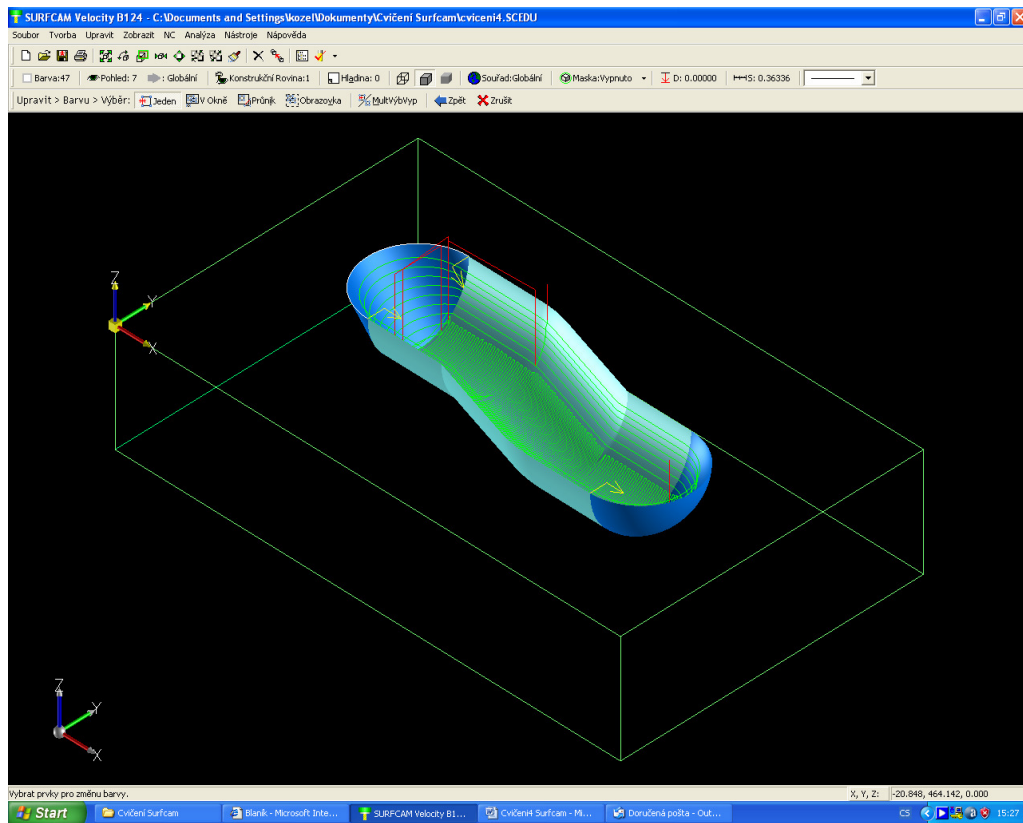 SURFCAM Velocity B124 - C:\Documents and Settings\kozel\Dokumenty\Cvičení Surfcam\cviceni4.SCEDU
Soubor Tvorba Upravit Zobrazit NC Analýza Nástroje Nápověda
Barva:47 Pohled: 7 : Globální Konstrukční Rovina:1 Hladina: 0 Souřad:Globální Maska:Vypnuto D: 0.00000 S: 0.36336
Upravit > Barvu > Výběr: Jeden V Okně Průnik Obrazovka MultVýbVyp Zpět Zrušit
Z
Y
X
Z
Y
X
Vybrat prvky pro změnu barvy. X, Y, Z: -20.848, 464.142, 0.000
Start Cvičení Surfcam Blaník - Microsoft Inte... SURFCAM Velocity B1... Cvičení4 Surfcam - Mi... Doručená pošta - Out... CS 15:27